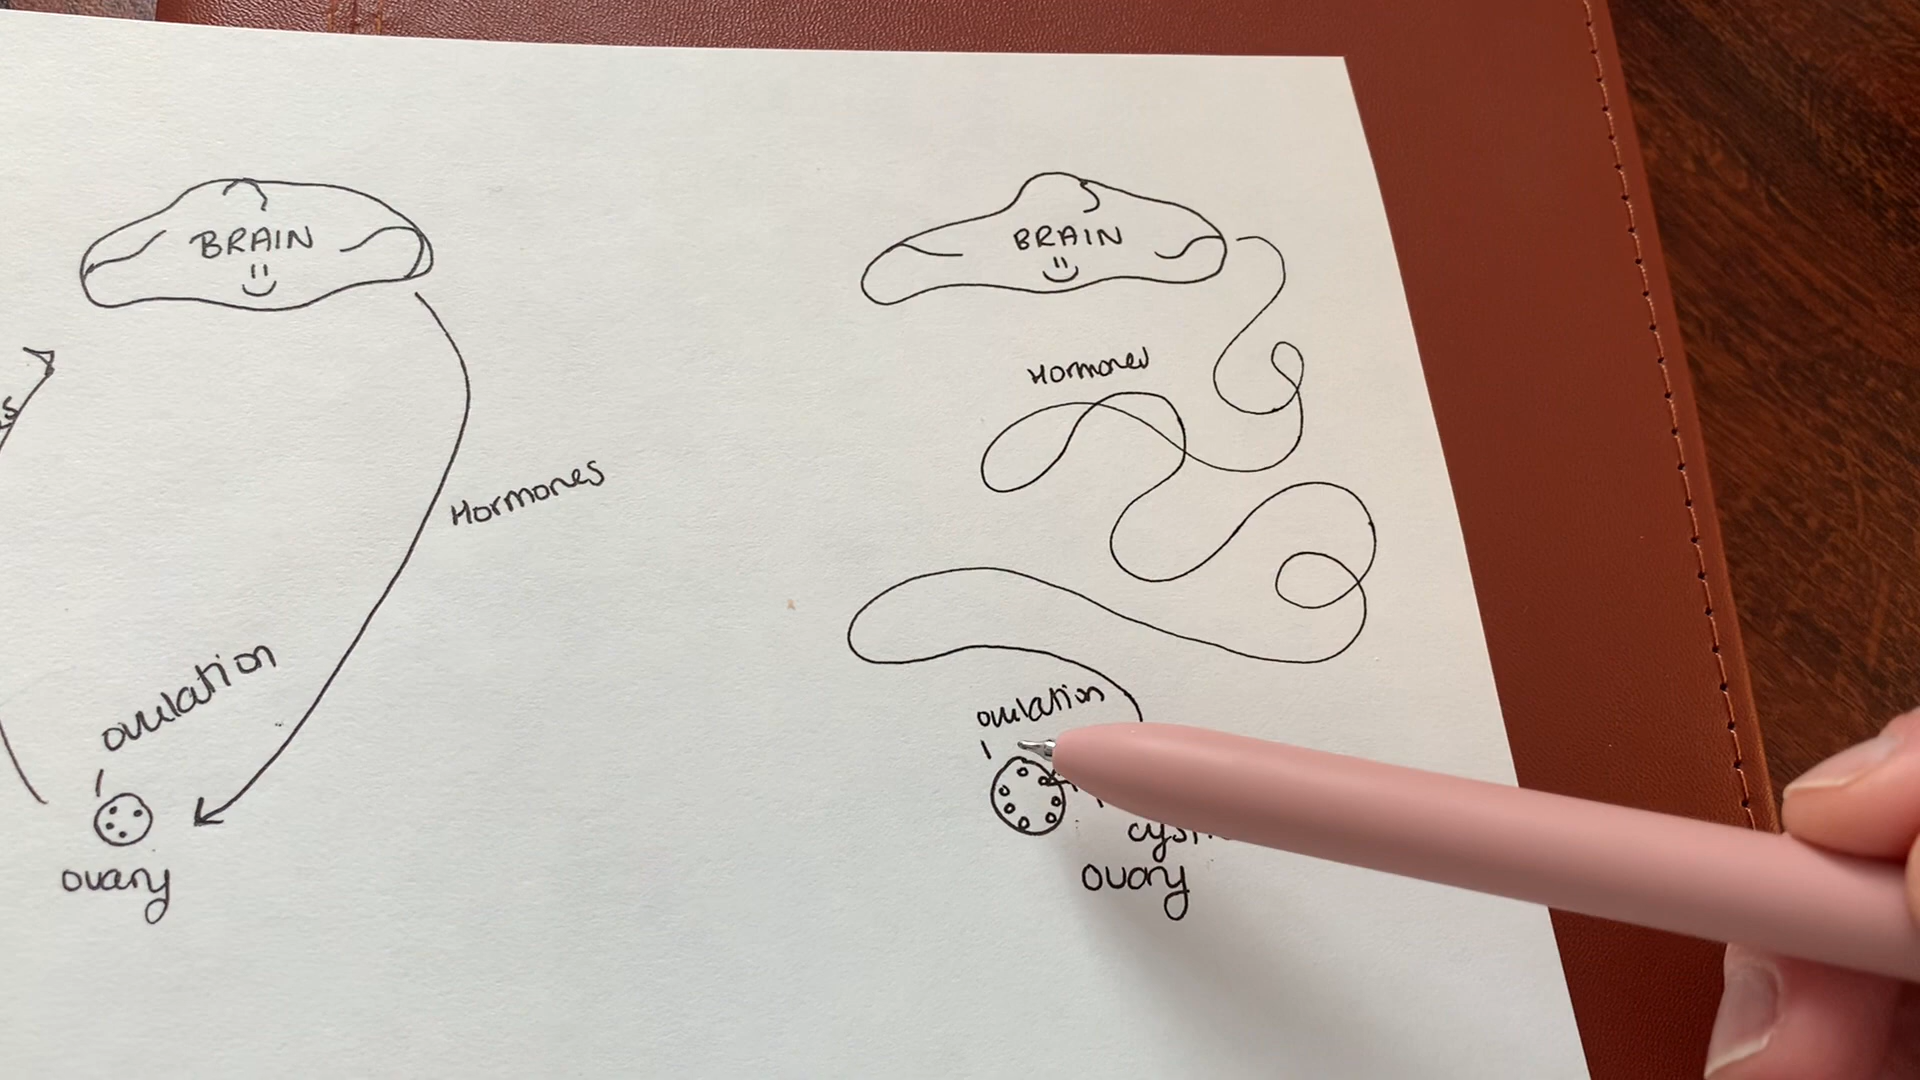 BRAIN
Hormones
ovulation
ovary
BRAIN
Hormones
ovulation
ovary